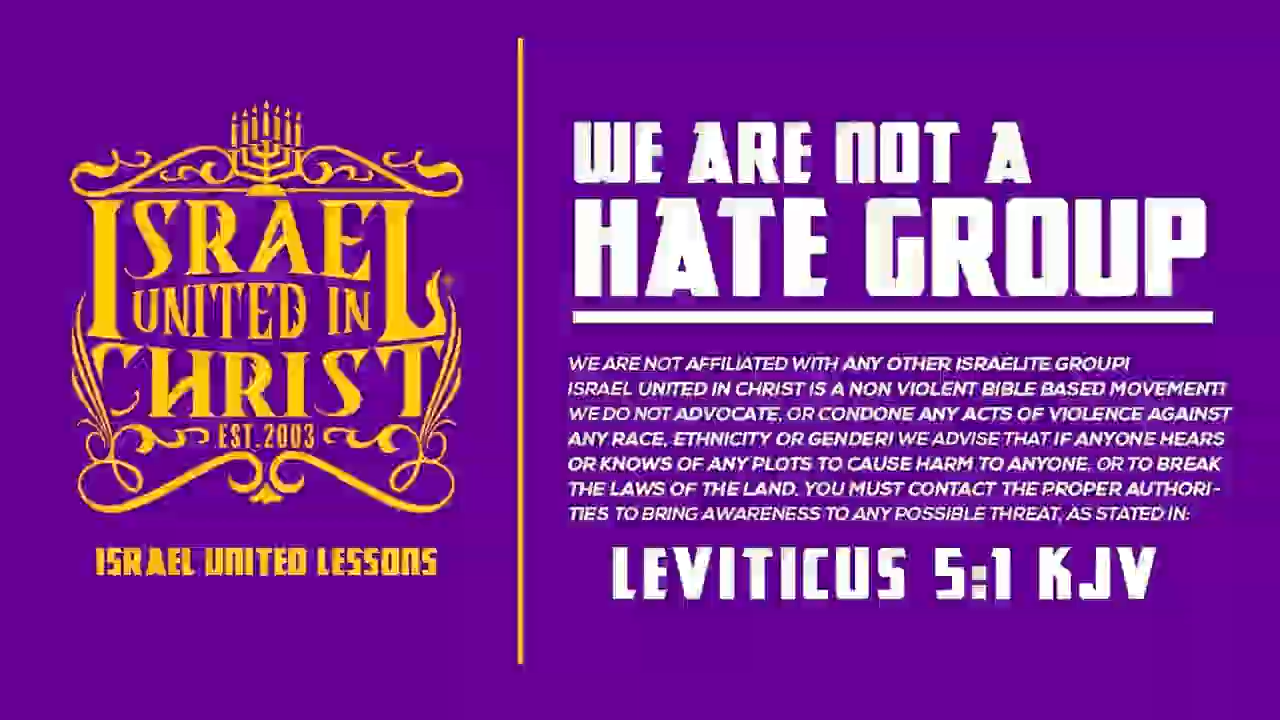 ISRAEL
UNITED IN
CHRIST
EST. 2003
ISRAEL UNITED LESSONS
WE ARE NOT A
HATE GROUP
WE ARE NOT AFFILIATED WITH ANY OTHER ISRAELITE GROUP!
ISRAEL UNITED IN CHRIST IS A NON VIOLENT BIBLE BASED MOVEMENT!
WE DO NOT ADVOCATE, OR CONDONE ANY ACTS OF VIOLENCE AGAINST
ANY RACE, ETHNICITY OR GENDER! WE ADVISE THAT IF ANYONE HEARS
OR KNOWS OF ANY PLOTS TO CAUSE HARM TO ANYONE, OR TO BREAK
THE LAWS OF THE LAND. YOU MUST CONTACT THE PROPER AUTHORI-
TIES TO BRING AWARENESS TO ANY POSSIBLE THREAT, AS STATED IN:
LEVITICUS 5:1 KJV